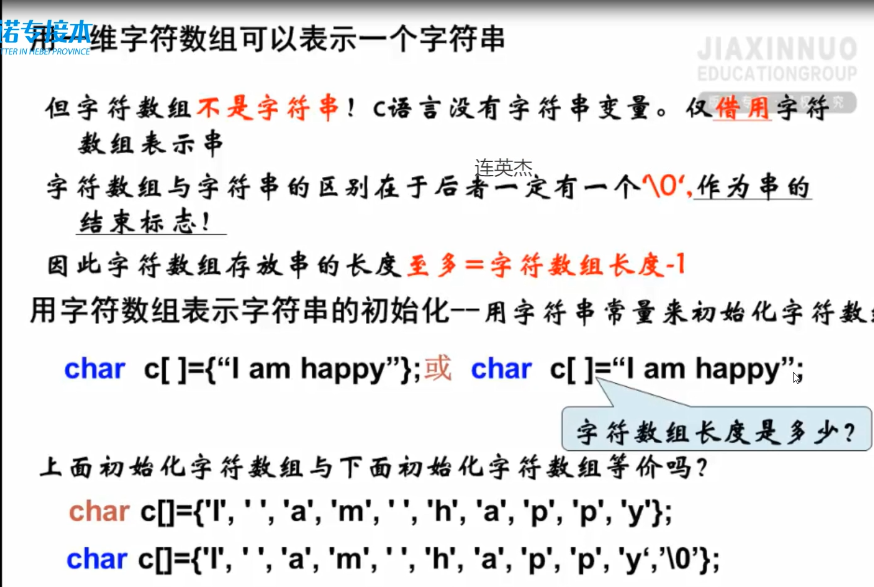 诺专接本
TTER IN HEBEI PROVINCE
用一维字符数组可以表示一个字符串
JIAXINNUO
EDUCATIONGROUP
但字符数组不是字符串！c语言没有字符串变量。仅借用字符
数组表示串
连英杰
字符数组与字符串的区别在于后者一定有一个'\0‘,作为串的
结束标志！
因此字符数组存放串的长度至多＝字符数组长度-1
用字符数组表示字符串的初始化--用字符串常量来初始化字符数
char c[ ]={“I am happy”};或 char c[ ]=“I am happy”;
字符数组长度是多少？
上面初始化字符数组与下面初始化字符数组等价吗？
char c[]={'I', ' ', 'a', 'm', ' ', 'h', 'a', 'p', 'p', 'y'};
char c[]={'I', ' ', 'a', 'm', ' ', 'h', 'a', 'p', 'p', 'y‘,’\0’};